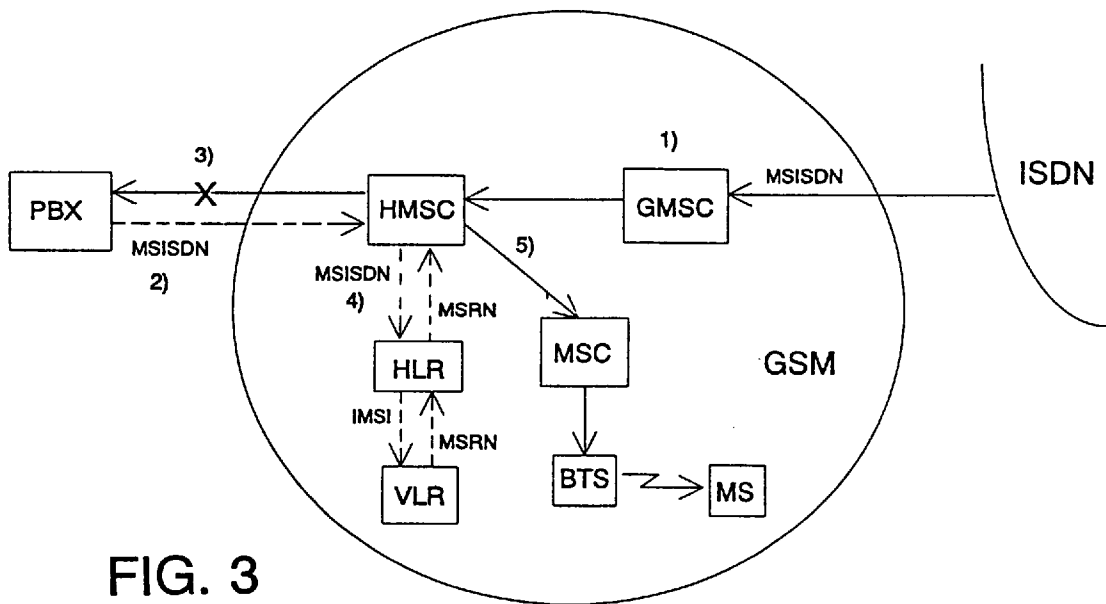 1)
3)
ISDN
MSISDN
PBX
HMSC
GMSC
5)
MSISDN
2)
MSISDN
4)
MSRN
MSC
GSM
HLR
IMSI
MSRN
BTS
VLR
MS
FIG. 3